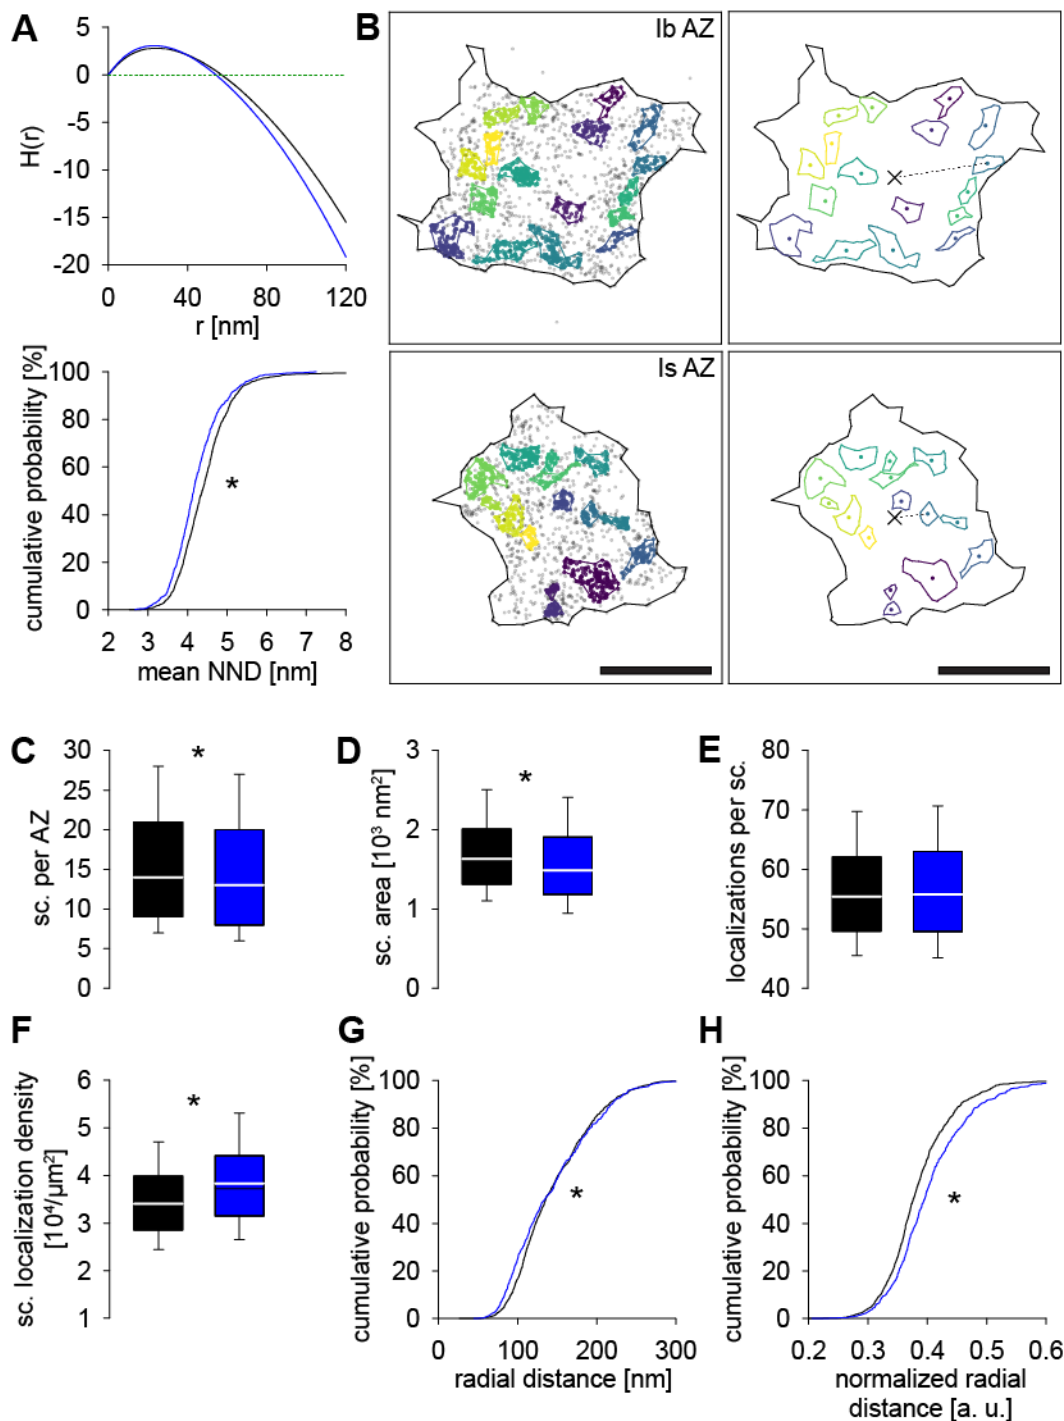 A
5
0
-5
-10
-15
-20
H(r)
0 40 80 120
r [nm]
100
80
60
40
20
0
cumulative probability [%]
*
2 3 4 5 6 7 8
mean NND [nm]
B
Ib AZ
Is AZ
C
30
25
20
15
10
5
0
sc. per AZ
*
D
3
2
1
0
sc. area [10³ nm²]
*
E
80
70
60
50
40
localizations per sc.
F
6
5
4
3
2
1
sc. localization density
[10⁴/µm²]
*
G
100
80
60
40
20
0
cumulative probability [%]
*
0 100 200 300
radial distance [nm]
H
100
80
60
40
20
0
cumulative probability [%]
*
0.2 0.3 0.4 0.5 0.6
normalized radial
distance [a. u.]